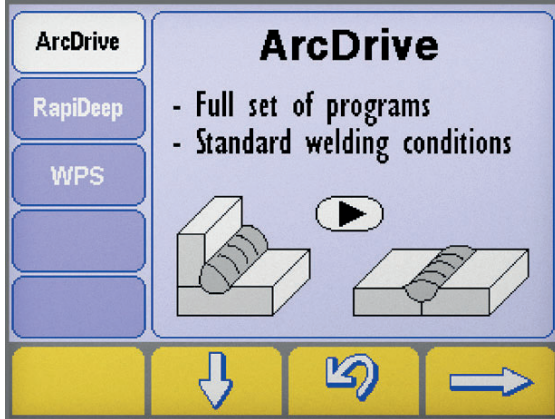 ArcDrive
RapiDeep
WPS
ArcDrive
- Full set of programs
- Standard welding conditions